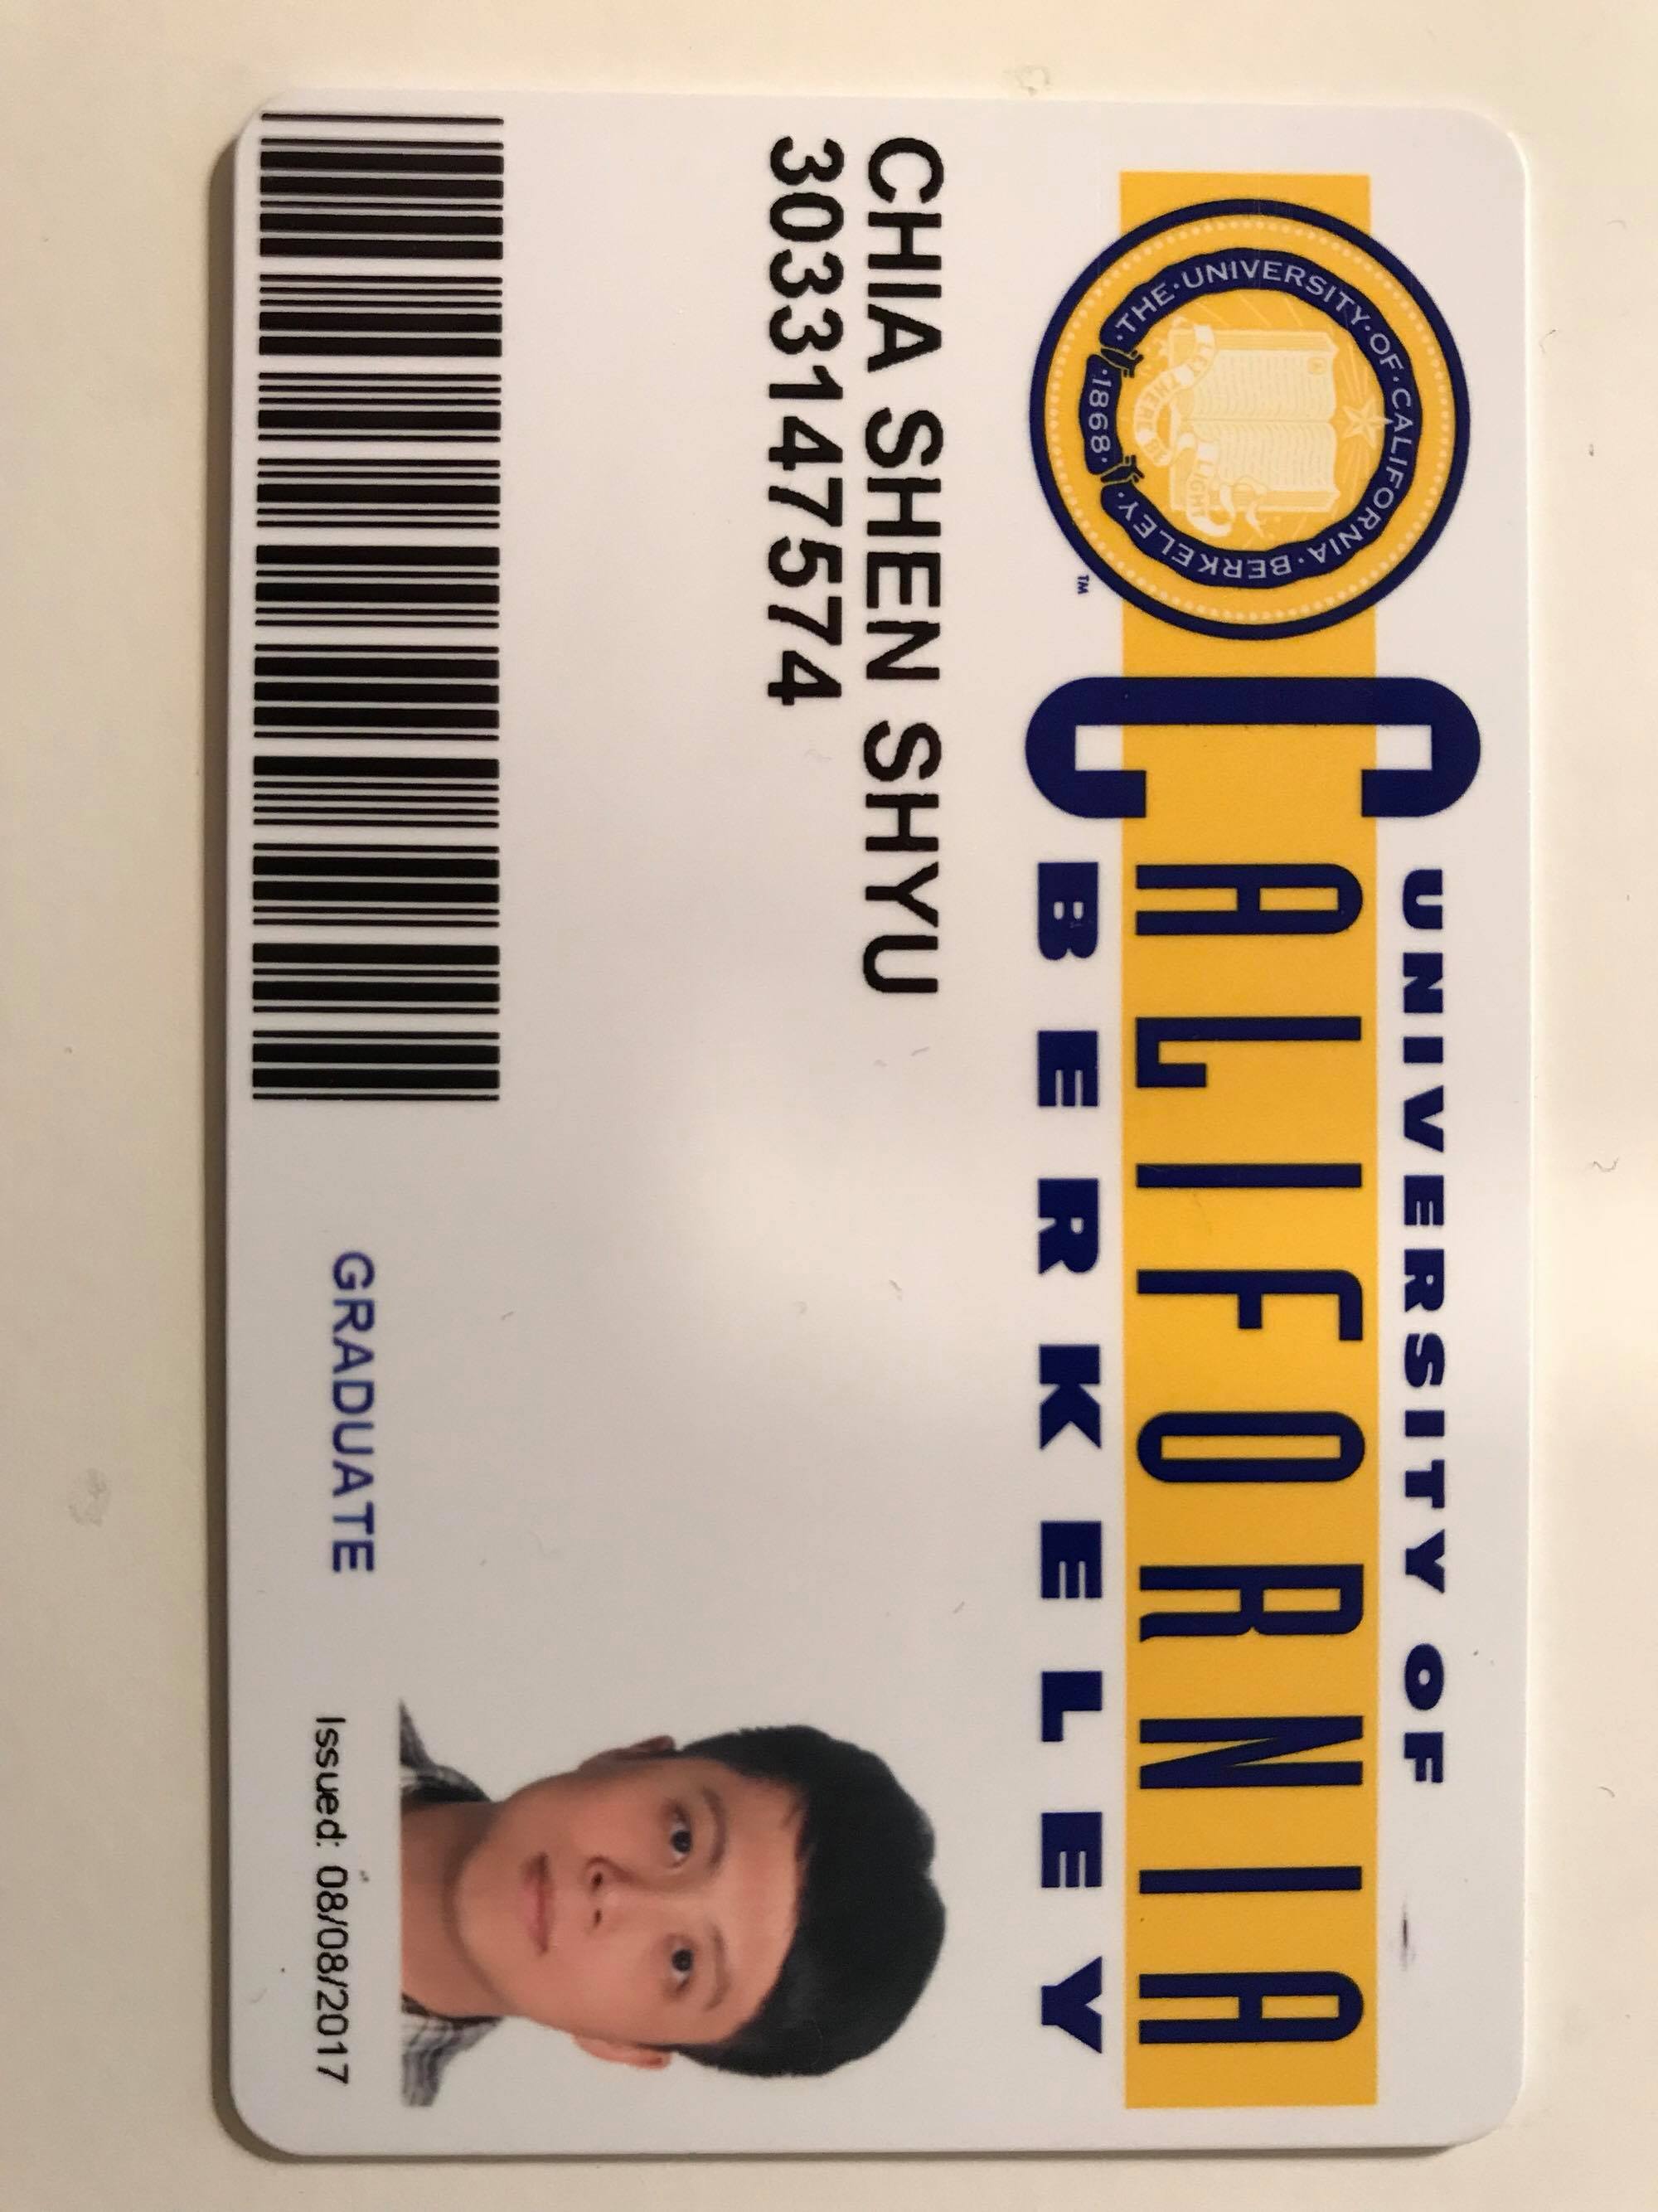 THE·UNIVERSITY·OF·CALIFORNIA·BERKELEY·
LET THERE BE LIGHT
·1868·
TM
UNIVERSITY OF
CALIFORNIA
BERKELEY
CHIA SHEN SHYU
3033147574
GRADUATE
Issued: 08/08/2017